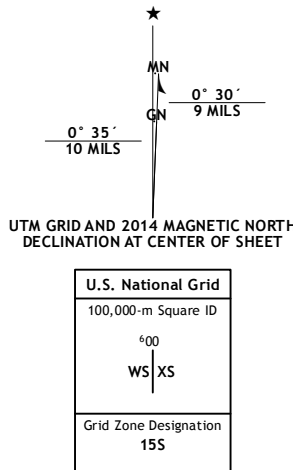 ★
MN
GN
0° 30´
9 MILS
0° 35´
10 MILS
UTM GRID AND 2014 MAGNETIC NORTH
DECLINATION AT CENTER OF SHEET
U.S. National Grid
100,000-m Square ID
⁶00
WS XS
Grid Zone Designation
15S